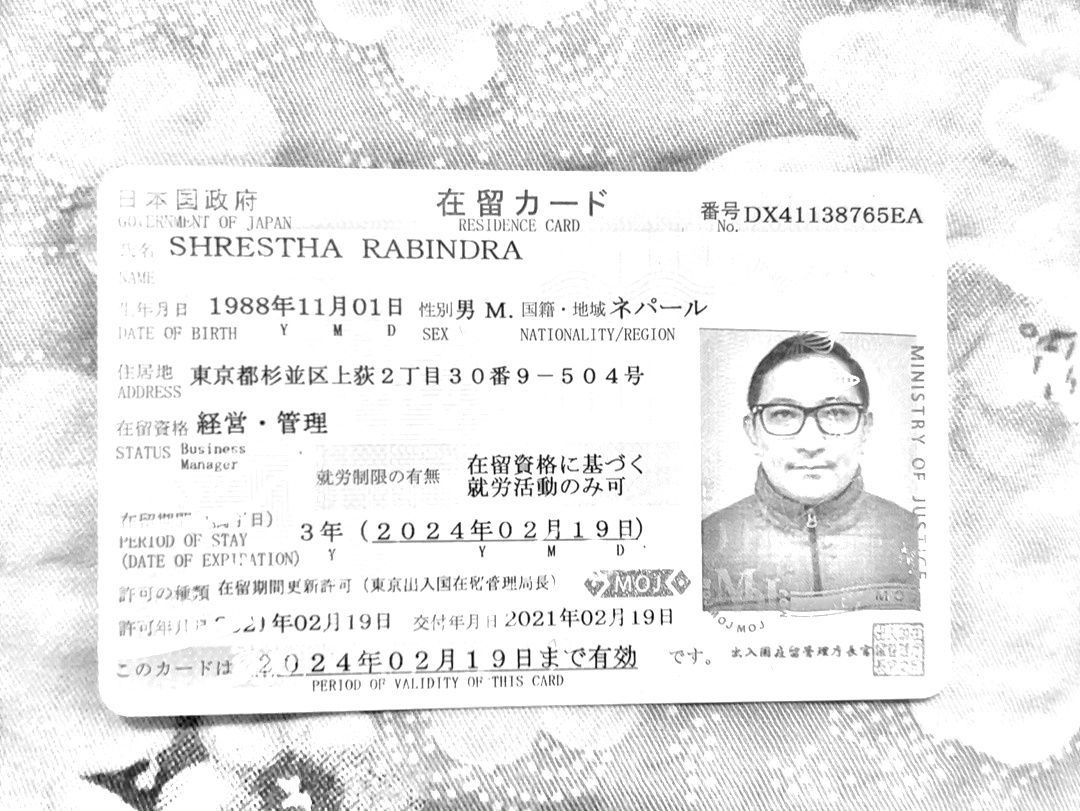 日本国政府
GOVERNMENT OF JAPAN
在留カード
RESIDENCE CARD
番号 DX41138765EA
No.
氏名 SHRESTHA RABINDRA
NAME
生年月日 1988年11月01日 性別 男 M. 国籍・地域 ネパール
DATE OF BIRTH Y M D SEX NATIONALITY/REGION
住居地 東京都杉並区上荻2丁目30番9-504号
ADDRESS
在留資格 経営・管理
STATUS Business Manager
就労制限の有無 在留資格に基づく
就労活動のみ可
在留期間 3年 (2024年02月19日)
PERIOD OF STAY Y Y M D
(DATE OF EXPIRATION)
許可の種類 在留期間更新許可(東京出入国在留管理局長)
MOJ
許可年月日 2021年02月19日 交付年月日 2021年02月19日
このカードは 2024年02月19日まで有効 です。
PERIOD OF VALIDITY OF THIS CARD
出入国在留管理庁長官
MINISTRY OF JUSTICE
MOJ MOJ